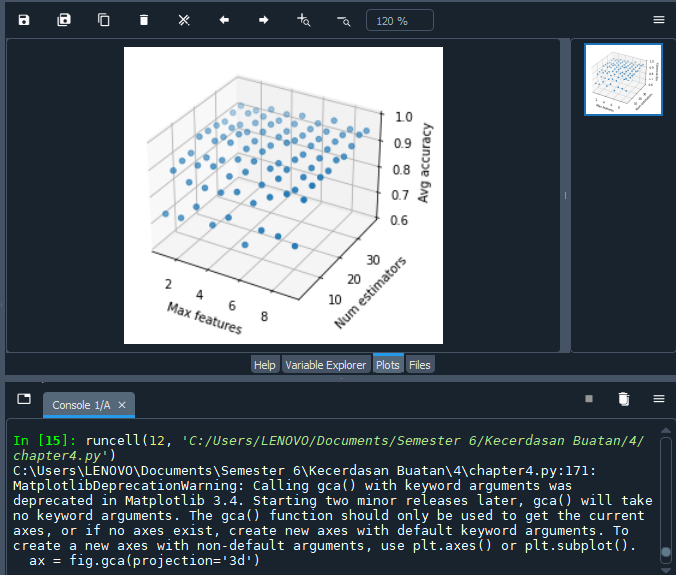 120 %
1.0
0.9
0.8
0.7
0.6
Avg accuracy
30
20
10
Num estimators
2
4
6
8
Max features
Help Variable Explorer Plots Files
Console 1/A ×
In [15]: runcell(12, 'C:/Users/LENOVO/Documents/Semester 6/Kecerdasan Buatan/4/
chapter4.py')
C:\Users\LENOVO\Documents\Semester 6\Kecerdasan Buatan\4\chapter4.py:171:
MatplotlibDeprecationWarning: Calling gca() with keyword arguments was
deprecated in Matplotlib 3.4. Starting two minor releases later, gca() will take
no keyword arguments. The gca() function should only be used to get the current
axes, or if no axes exist, create new axes with default keyword arguments. To
create a new axes with non-default arguments, use plt.axes() or plt.subplot().
  ax = fig.gca(projection='3d')